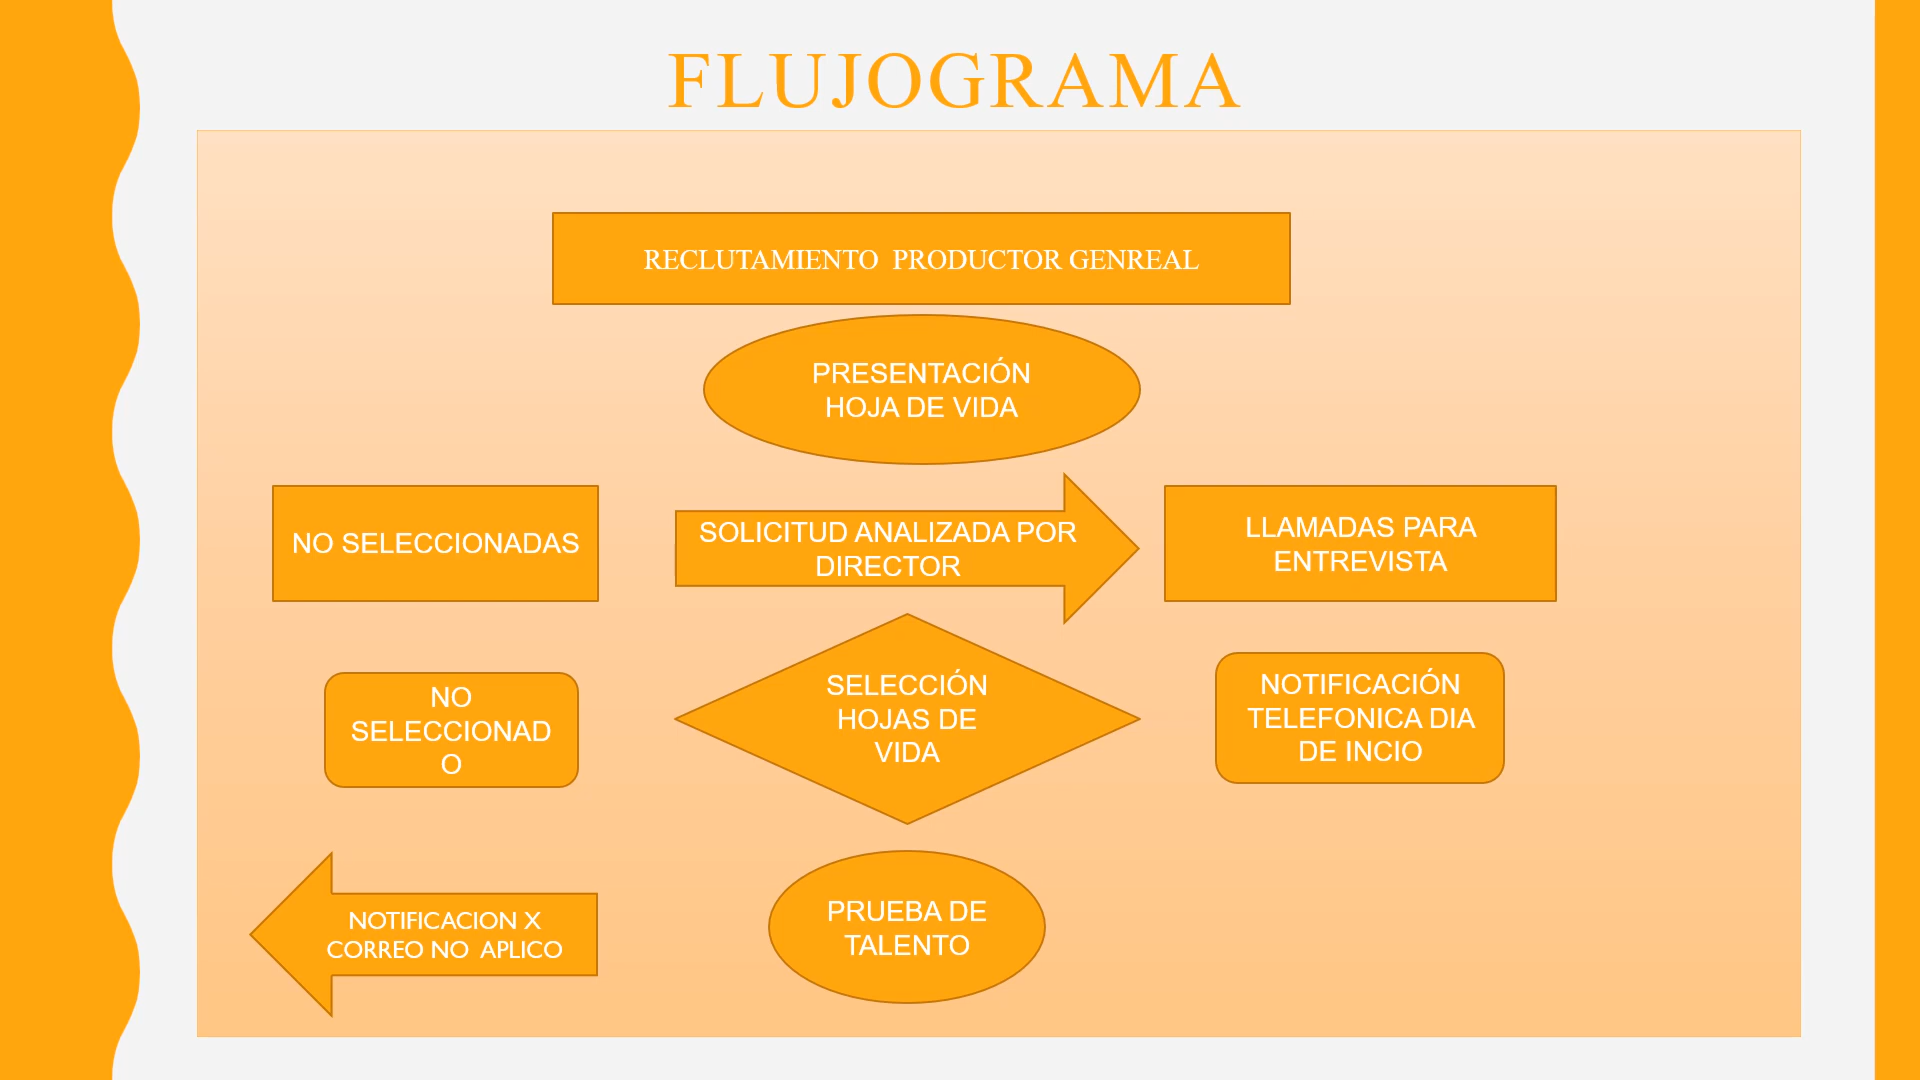 FLUJOGRAMA
RECLUTAMIENTO  PRODUCTOR GENREAL
PRESENTACIÓN
HOJA DE VIDA
NO SELECCIONADAS
SOLICITUD ANALIZADA POR
DIRECTOR
LLAMADAS PARA
ENTREVISTA
NO
SELECCIONAD
O
SELECCIÓN
HOJAS DE
VIDA
NOTIFICACIÓN
TELEFONICA DIA
DE INCIO
NOTIFICACION X
CORREO NO  APLICO
PRUEBA DE
TALENTO